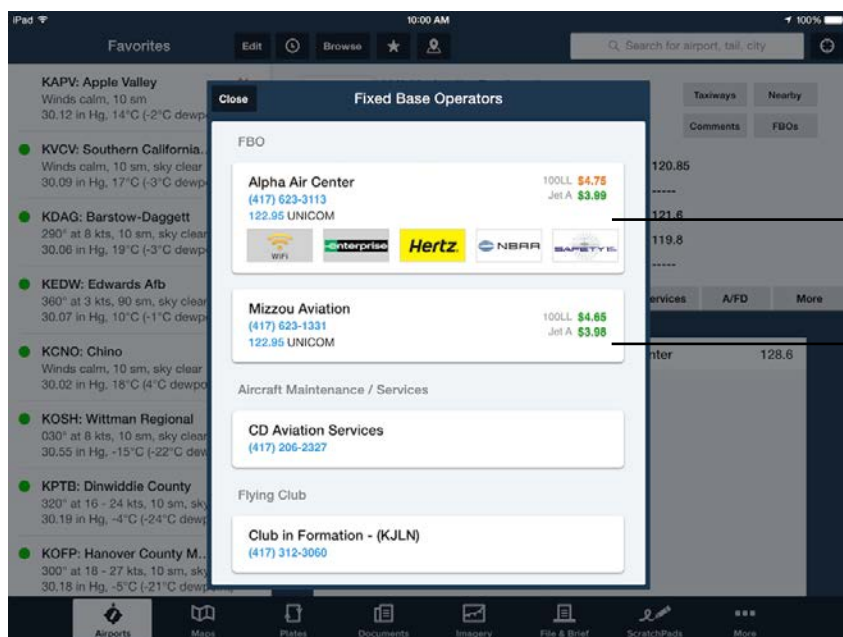 iPad
10:00 AM
100%
Favorites
Edit
Browse
Search for airport, tail, city
KAPV: Apple Valley
Winds calm, 10 sm
30.12 in Hg, 14°C (-2°C dewp
KVCV: Southern California..
Winds calm, 10 sm, sky clear
30.09 in Hg, 17°C (-3°C dewp
KDAG: Barstow-Daggett
290° at 8 kts, 10 sm, sky clear
30.06 in Hg, 19°C (-3°C dewp
KEDW: Edwards Afb
360° at 3 kts, 90 sm, sky clear
30.07 in Hg, 10°C (-1°C dewp
KCNO: Chino
Winds calm, 10 sm, sky clear
30.02 in Hg, 18°C (4°C dewpo
KOSH: Wittman Regional
030° at 8 kts, 10 sm, sky clear
30.55 in Hg, -15°C (-22°C dew
KPTB: Dinwiddie County
320° at 16 - 24 kts, 10 sm, sky
30.19 in Hg, -4°C (-24°C dewp
KOFP: Hanover County M..
300° at 18 - 27 kts, 10 sm, sky
30.18 in Hg, -5°C (-21°C dewpoint)
Close
Fixed Base Operators
FBO
Alpha Air Center
100LL $4.75
(417) 623-3113
Jet A $3.99
122.95 UNICOM
WiFi
enterprise
Hertz.
NBAA
Mizzou Aviation
100LL $4.65
(417) 623-1331
Jet A $3.98
122.95 UNICOM
Aircraft Maintenance / Services
CD Aviation Services
(417) 206-2327
Flying Club
Club in Formation - (KJLN)
(417) 312-3060
Taxiways
Nearby
Comments
FBOs
120.85
-----
121.6
119.8
-----
ervices
A/FD
More
nter
128.6
Airports
Maps
Plates
Documents
Imagery
File & Brief
ScratchPads
More